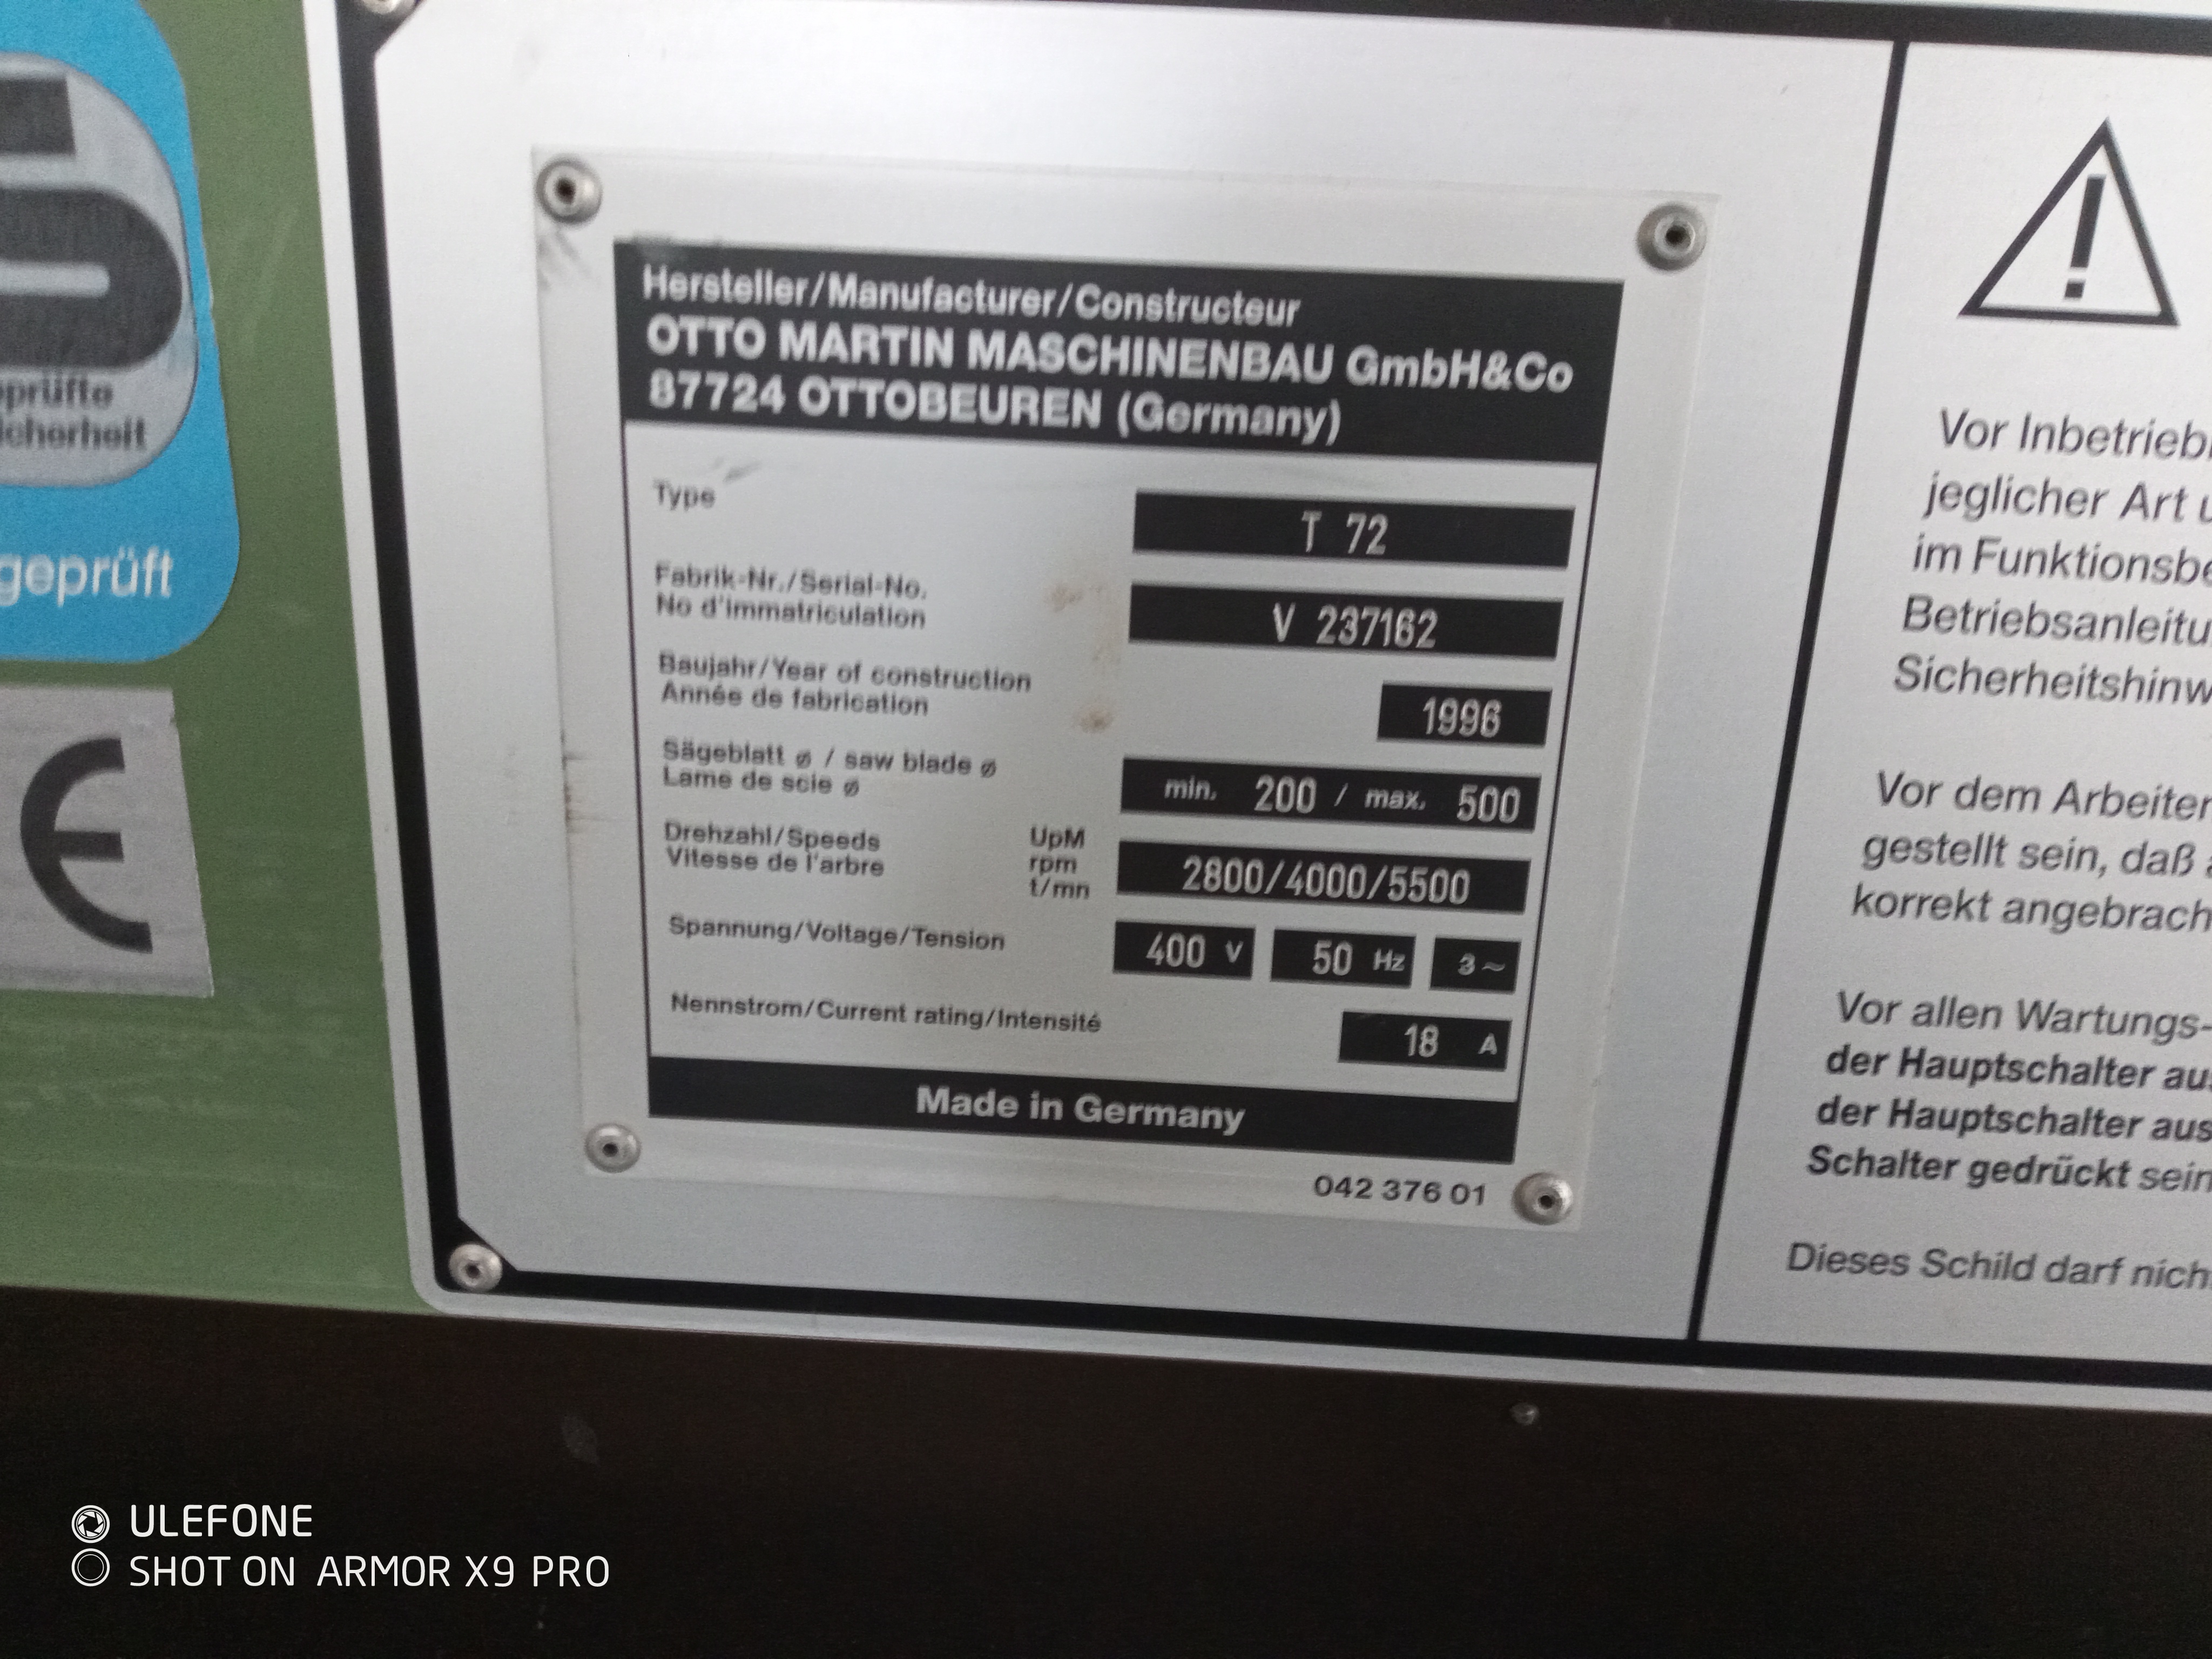 prüfte
icherheit
geprüft
CE
Hersteller/Manufacturer/Constructeur
OTTO MARTIN MASCHINENBAU GmbH&Co
87724 OTTOBEUREN (Germany)
Type
T 72
Fabrik-Nr./Serial-No.
No d'immatriculation
V 237162
Baujahr/Year of construction
Année de fabrication
1996
Sägeblatt ø / saw blade ø
Lame de scie ø
min. 200 / max. 500
Drehzahl/Speeds
Vitesse de l'arbre
UpM
rpm
t/mn
2800/4000/5500
Spannung/Voltage/Tension
400 V 50 Hz 3~
Nennstrom/Current rating/Intensité
18 A
Made in Germany
042 376 01
!
Vor Inbetrieb
jeglicher Art
im Funktionsbe
Betriebsanleitu
Sicherheitshinw
Vor dem Arbeiten
gestellt sein, daß
korrekt angebrach
Vor allen Wartungs-
der Hauptschalter aus
der Hauptschalter aus
Schalter gedrückt sein
Dieses Schild darf nich
ULEFONE
SHOT ON ARMOR X9 PRO